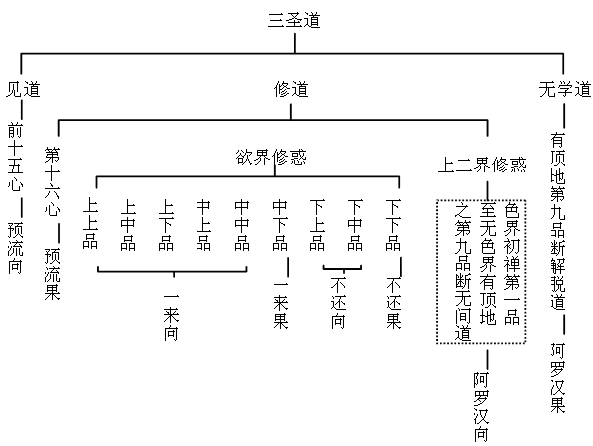 三圣道
见道
修道
无学道
前十五心
预流向
第十六心
预流果
欲界修惑
上二界修惑
上上品
上中品
上下品
中上品
中中品
中下品
下上品
下中品
下下品
一来向
一来果
不还向
不还果
色界初禅第一品
至无色界有顶地
之第九品断无间道
阿罗汉向
有顶地第九品断解脱道
阿罗汉果